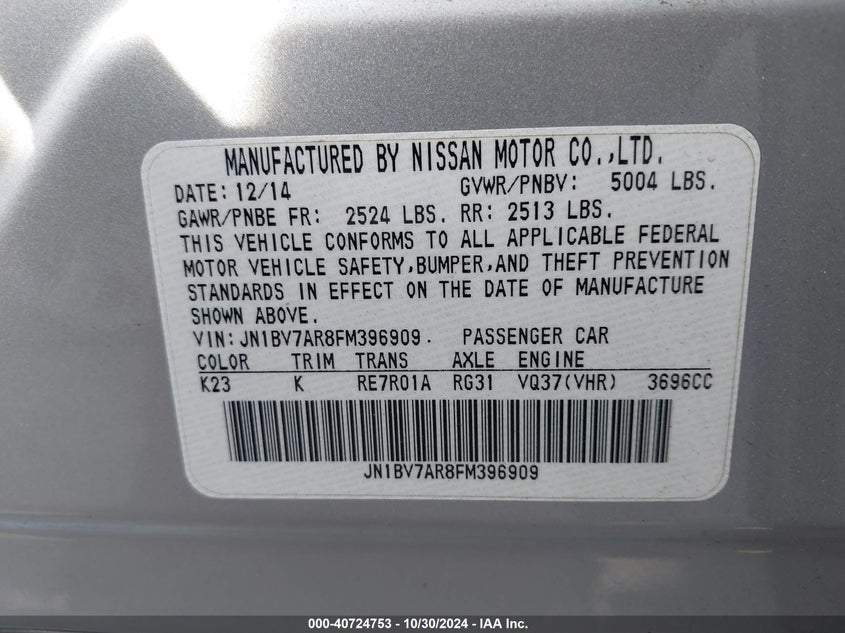 MANUFACTURED BY NISSAN MOTOR CO.,LTD.
DATE: 12/14 GVWR/PNBV: 5004 LBS.
GAWR/PNBE FR: 2524 LBS. RR: 2513 LBS.
THIS VEHICLE CONFORMS TO ALL APPLICABLE FEDERAL
MOTOR VEHICLE SAFETY,BUMPER,AND THEFT PREVENTION
STANDARDS IN EFFECT ON THE DATE OF MANUFACTURE
SHOWN ABOVE.
VIN:JN1BV7AR8FM396909. PASSENGER CAR
COLOR TRIM TRANS AXLE ENGINE
K23 K RE7R01A RG31 VQ37(VHR) 3696CC
JN1BV7AR8FM396909
000-40724753 - 10/30/2024 - IAA Inc.